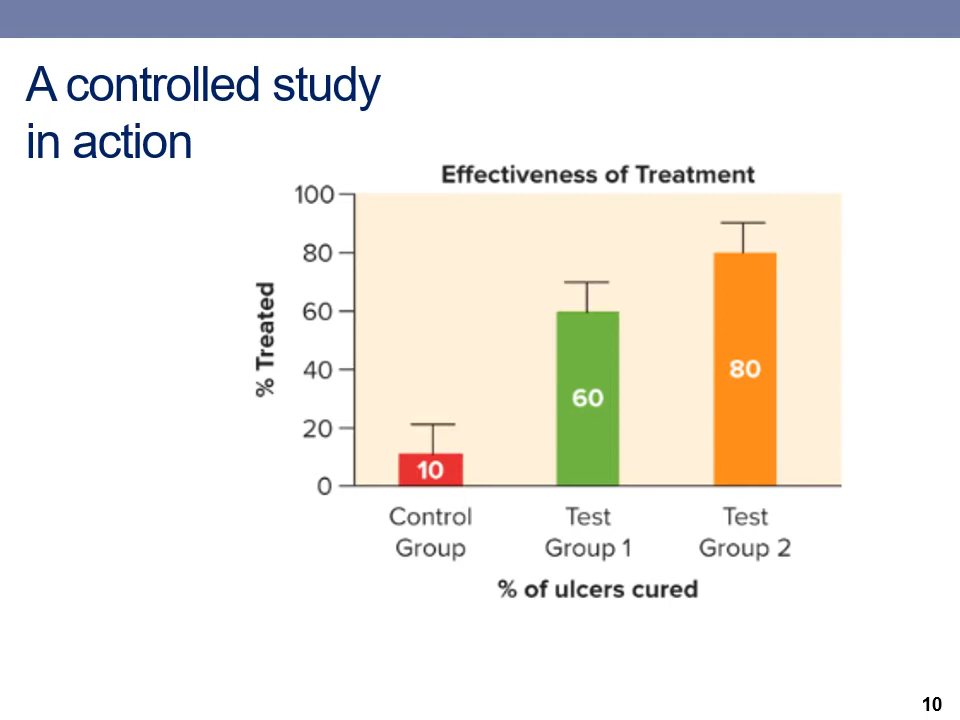 A controlled study
in action
Effectiveness of Treatment
% Treated
100
80
60
40
20
0
10
60
80
Control
Group
Test
Group 1
Test
Group 2
% of ulcers cured
10